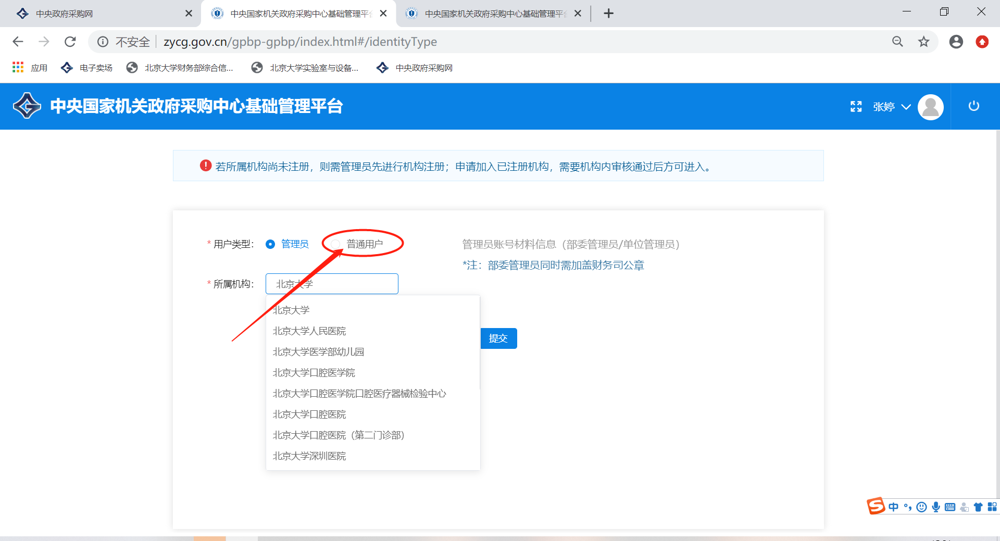 中央政府采购网
中央国家机关政府采购中心基础管理平
中央国家机关政府采购中心基础管理平
不安全 zycg.gov.cn/gpbp-gpbp/index.html#/identityType
应用 电子卖场 北京大学财务部综合信... 北京大学实验室与设备... 中央政府采购网
中央国家机关政府采购中心基础管理平台
张婷
若所属机构尚未注册，则需管理员先进行机构注册；申请加入已注册机构，需要机构内审核通过后方可进入。
* 用户类型： 管理员 普通用户
管理员账号材料信息（部委管理员/单位管理员）
*注：部委管理员同时需加盖财务司公章
* 所属机构： 北京大学
北京大学
北京大学人民医院
提交
北京大学医学部幼儿园
北京大学口腔医学院
北京大学口腔医学院口腔医疗器械检验中心
北京大学口腔医院
北京大学口腔医院（第二门诊部）
北京大学深圳医院
S 中